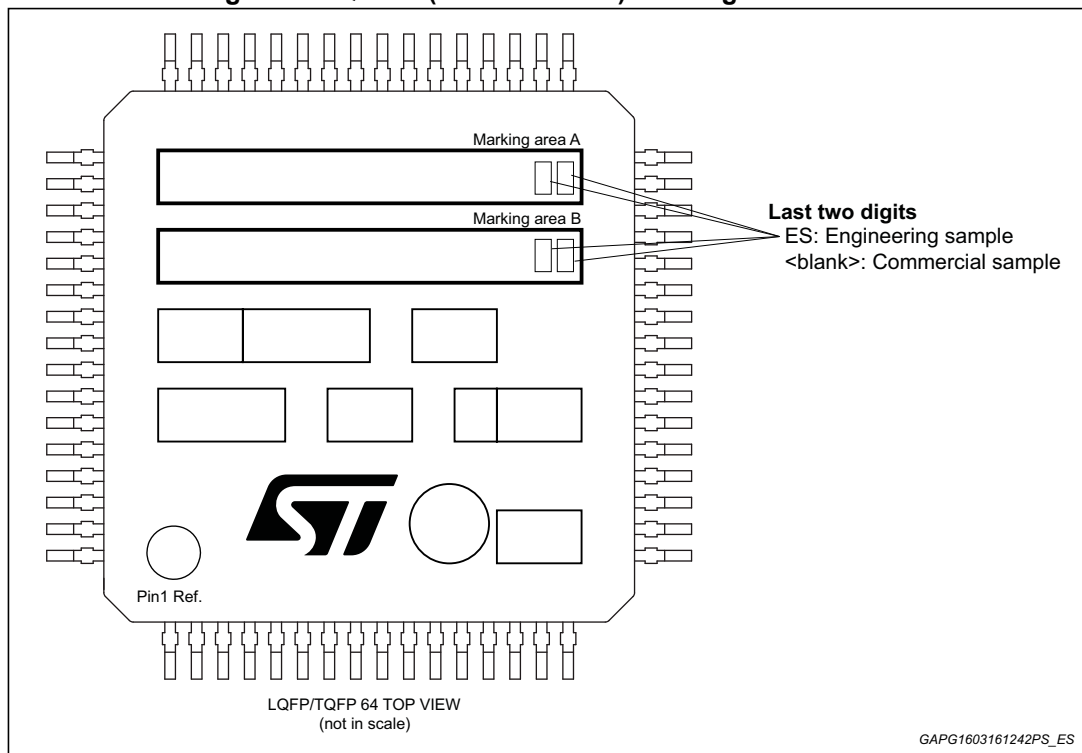 Marking area A
Marking area B
Last two digits
ES: Engineering sample
<blank>: Commercial sample
ST
Pin1 Ref.
LQFP/TQFP 64 TOP VIEW
(not in scale)
GAPG1603161242PS_ES